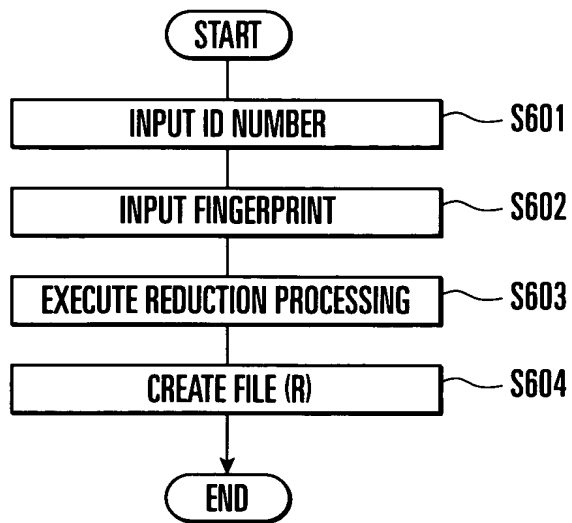 START
INPUT ID NUMBER S601
INPUT FINGERPRINT S602
EXECUTE REDUCTION PROCESSING S603
CREATE FILE (R) S604
END